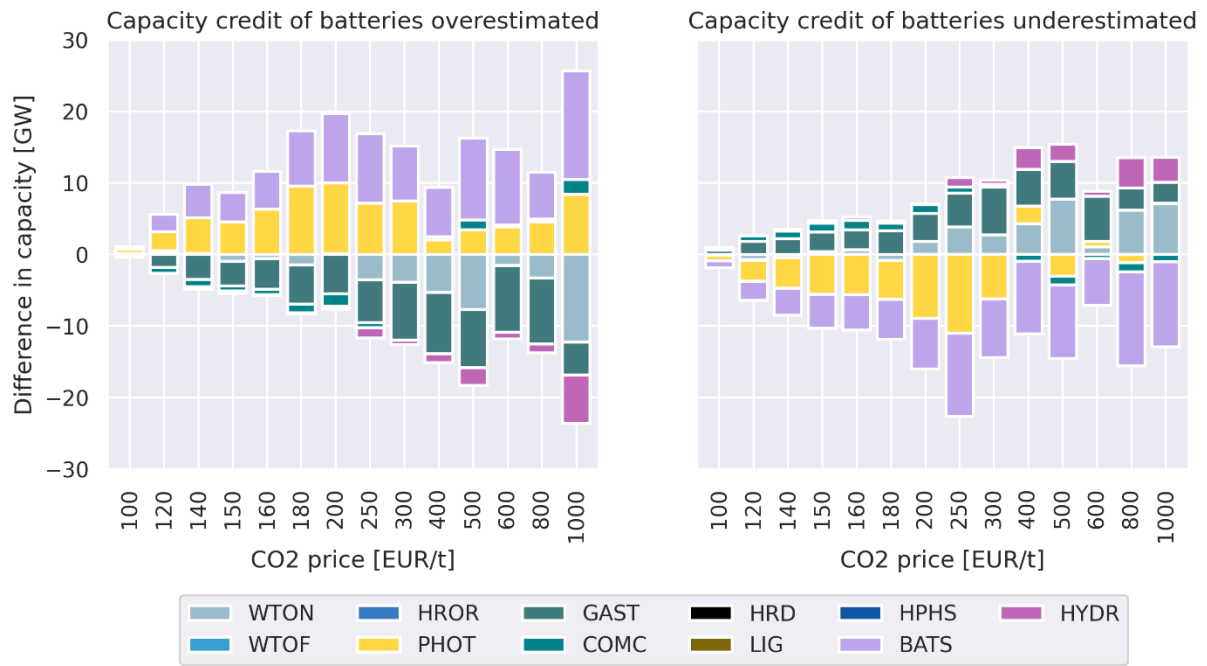 Capacity credit of batteries overestimated
Capacity credit of batteries underestimated
Difference in capacity [GW]
30
20
10
0
−10
−20
−30
100 120 140 150 160 180 200 250 300 400 500 600 800 1000
100 120 140 150 160 180 200 250 300 400 500 600 800 1000
CO2 price [EUR/t]
CO2 price [EUR/t]
WTON HROR GAST HRD HPHS HYDR
WTOF PHOT COMC LIG BATS